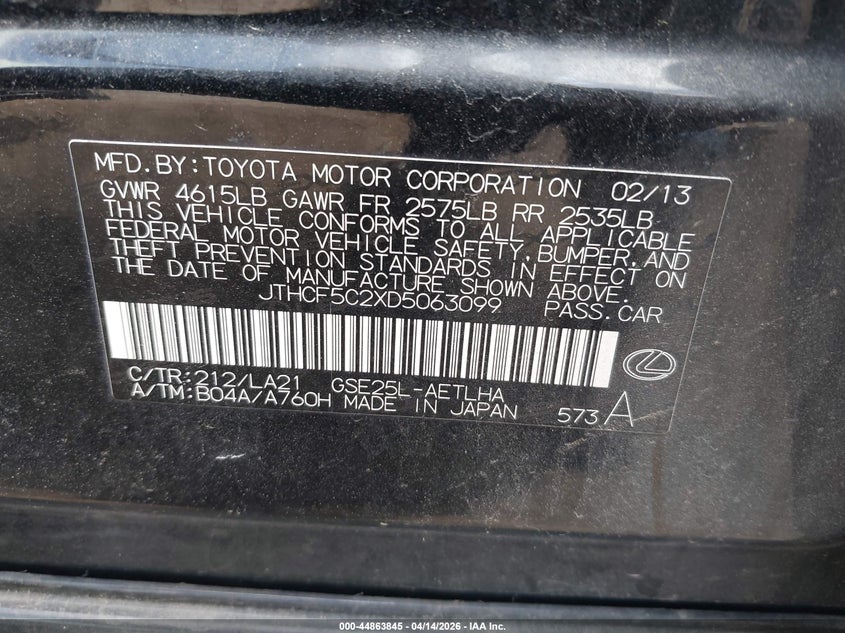 MFD.BY:TOYOTA MOTOR CORPORATION 02/13
GVWR 4615LB GAWR FR 2575LB RR 2535LB
THIS VEHICLE CONFORMS TO ALL APPLICABLE
FEDERAL MOTOR VEHICLE SAFETY,BUMPER,AND
THEFT PREVENTION STANDARDS IN EFFECT ON
THE DATE OF MANUFACTURE SHOWN ABOVE.
JTHCF5C2XD5063099 PASS.CAR
C/TR:212/LA21 GSE25L-AETLHA
A/TM:B04A/A760H MADE IN JAPAN 573 A
000-44863845 - 04/14/2026 - IAA Inc.